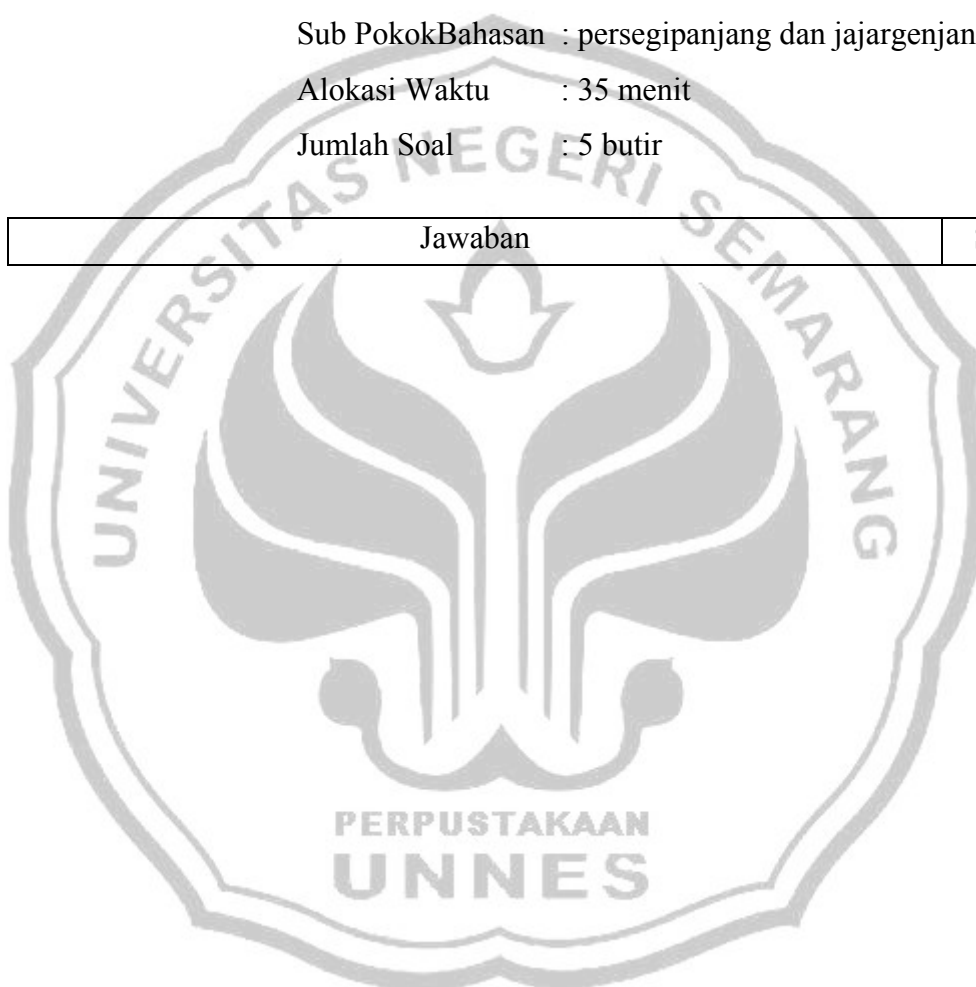 Sub PokokBahasan : persegipanjang dan jajargenjan
Alokasi Waktu : 35 menit
Jumlah Soal : 5 butir
Jawaban
UNIVERSITAS NEGERI SEMARANG
PERPUSTAKAAN
UNNES